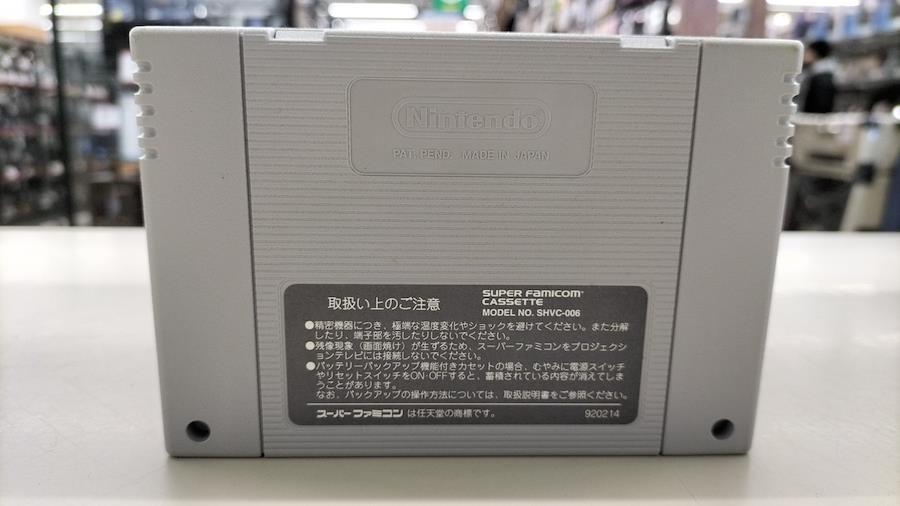 Nintendo
PAT. PEND. MADE IN JAPAN
取扱い上のご注意
SUPER FAMICOM
CASSETTE
MODEL NO. SHVC-006
●精密機器につき、極端な温度変化やショックを避けてください。また分解
したり、端子部を汚したりしないでください。
●残像現象（画面焼け）が生ずるため、スーパーファミコンをプロジェクシ
ョンテレビには接続しないでください。
●バッテリーバックアップ機能付きカセットの場合、むやみに電源スイッチ
やリセットスイッチをON・OFFすると、蓄積されている内容が消えてしま
うことがあります。
なお、バックアップの操作方法については、取扱説明書をご参照ください。
スーパーファミコンは任天堂の商標です。
920214